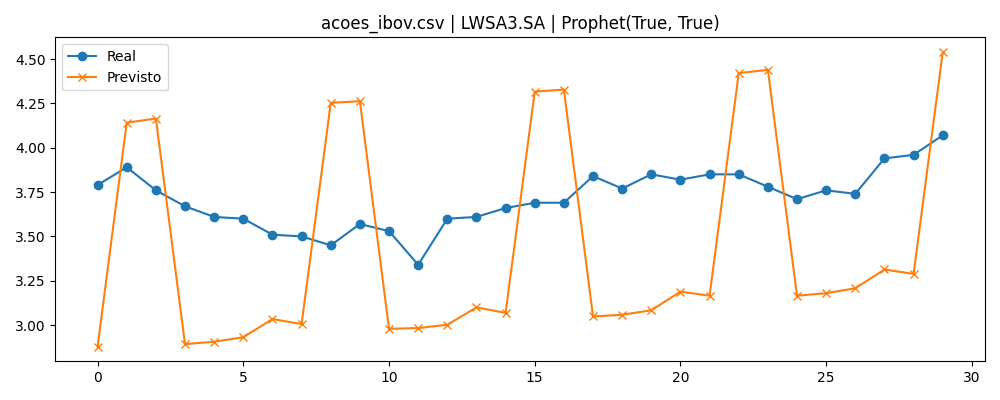 acoes_ibov.csv | LWSA3.SA | Prophet(True, True)
Real
Previsto
4.50
4.25
4.00
3.75
3.50
3.25
3.00
0 5 10 15 20 25 30